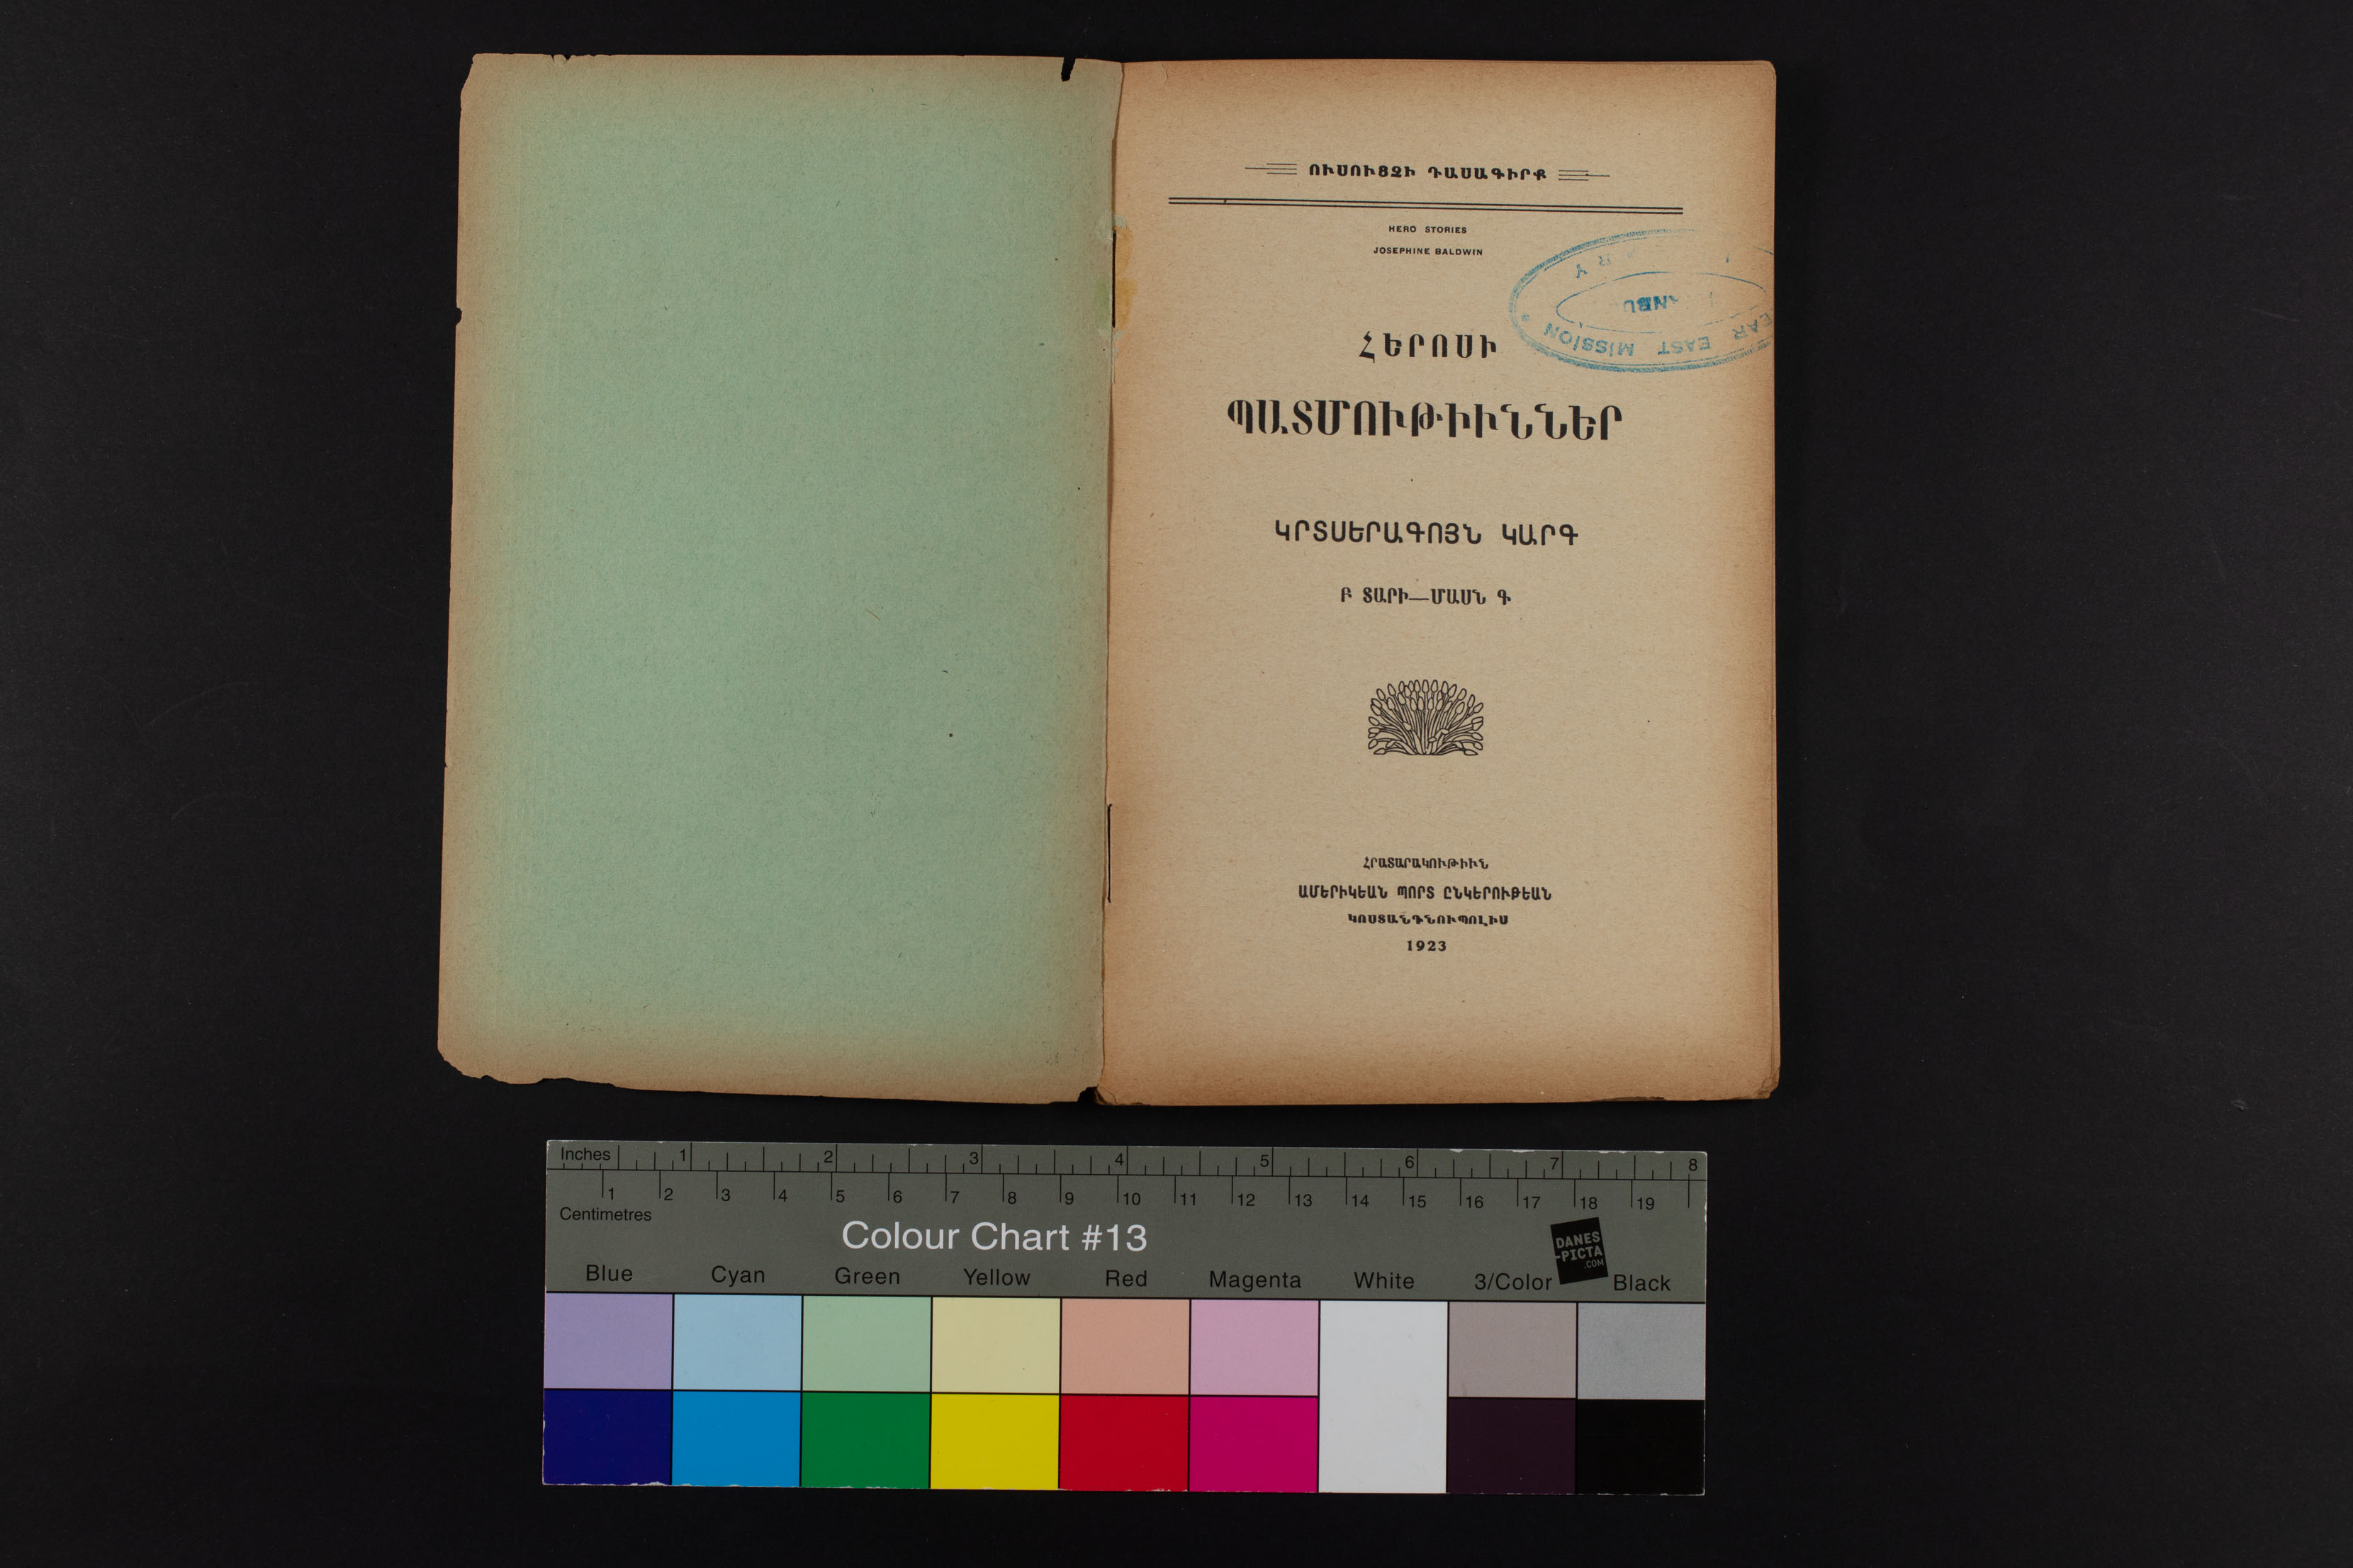 ՈՒՍՈՒՑՉԻ ԴԱՍԱԳԻՐՔ
HERO STORIES
JOSEPHINE BALDWIN
EAR EAST MISSION
ՀԵՐՈՍԻ
ՊԱՏՄՈՒԹԻՒՆՆԵՐ
ԿՐՏՍԵՐԱԳՈՅՆ ԿԱՐԳ
Բ ՏԱՐԻ—ՄԱՍՆ Գ
ՀՐԱՏԱՐԱԿՈՒԹԻՒՆ
ԱՄԵՐԻԿԵԱՆ ՊՈՐՏ ԸՆԿԵՐՈՒԹԵԱՆ
ԿՈՍՏԱՆԴՆՈՒՊՈԼԻՍ
1923
Inches 1 2 3 4 5 6 7 8
1 2 3 4 5 6 7 8 9 10 11 12 13 14 15 16 17 18 19
Centimetres
Colour Chart #13
DANES
-PICTA
.COM
Blue Cyan Green Yellow Red Magenta White 3/Color Black